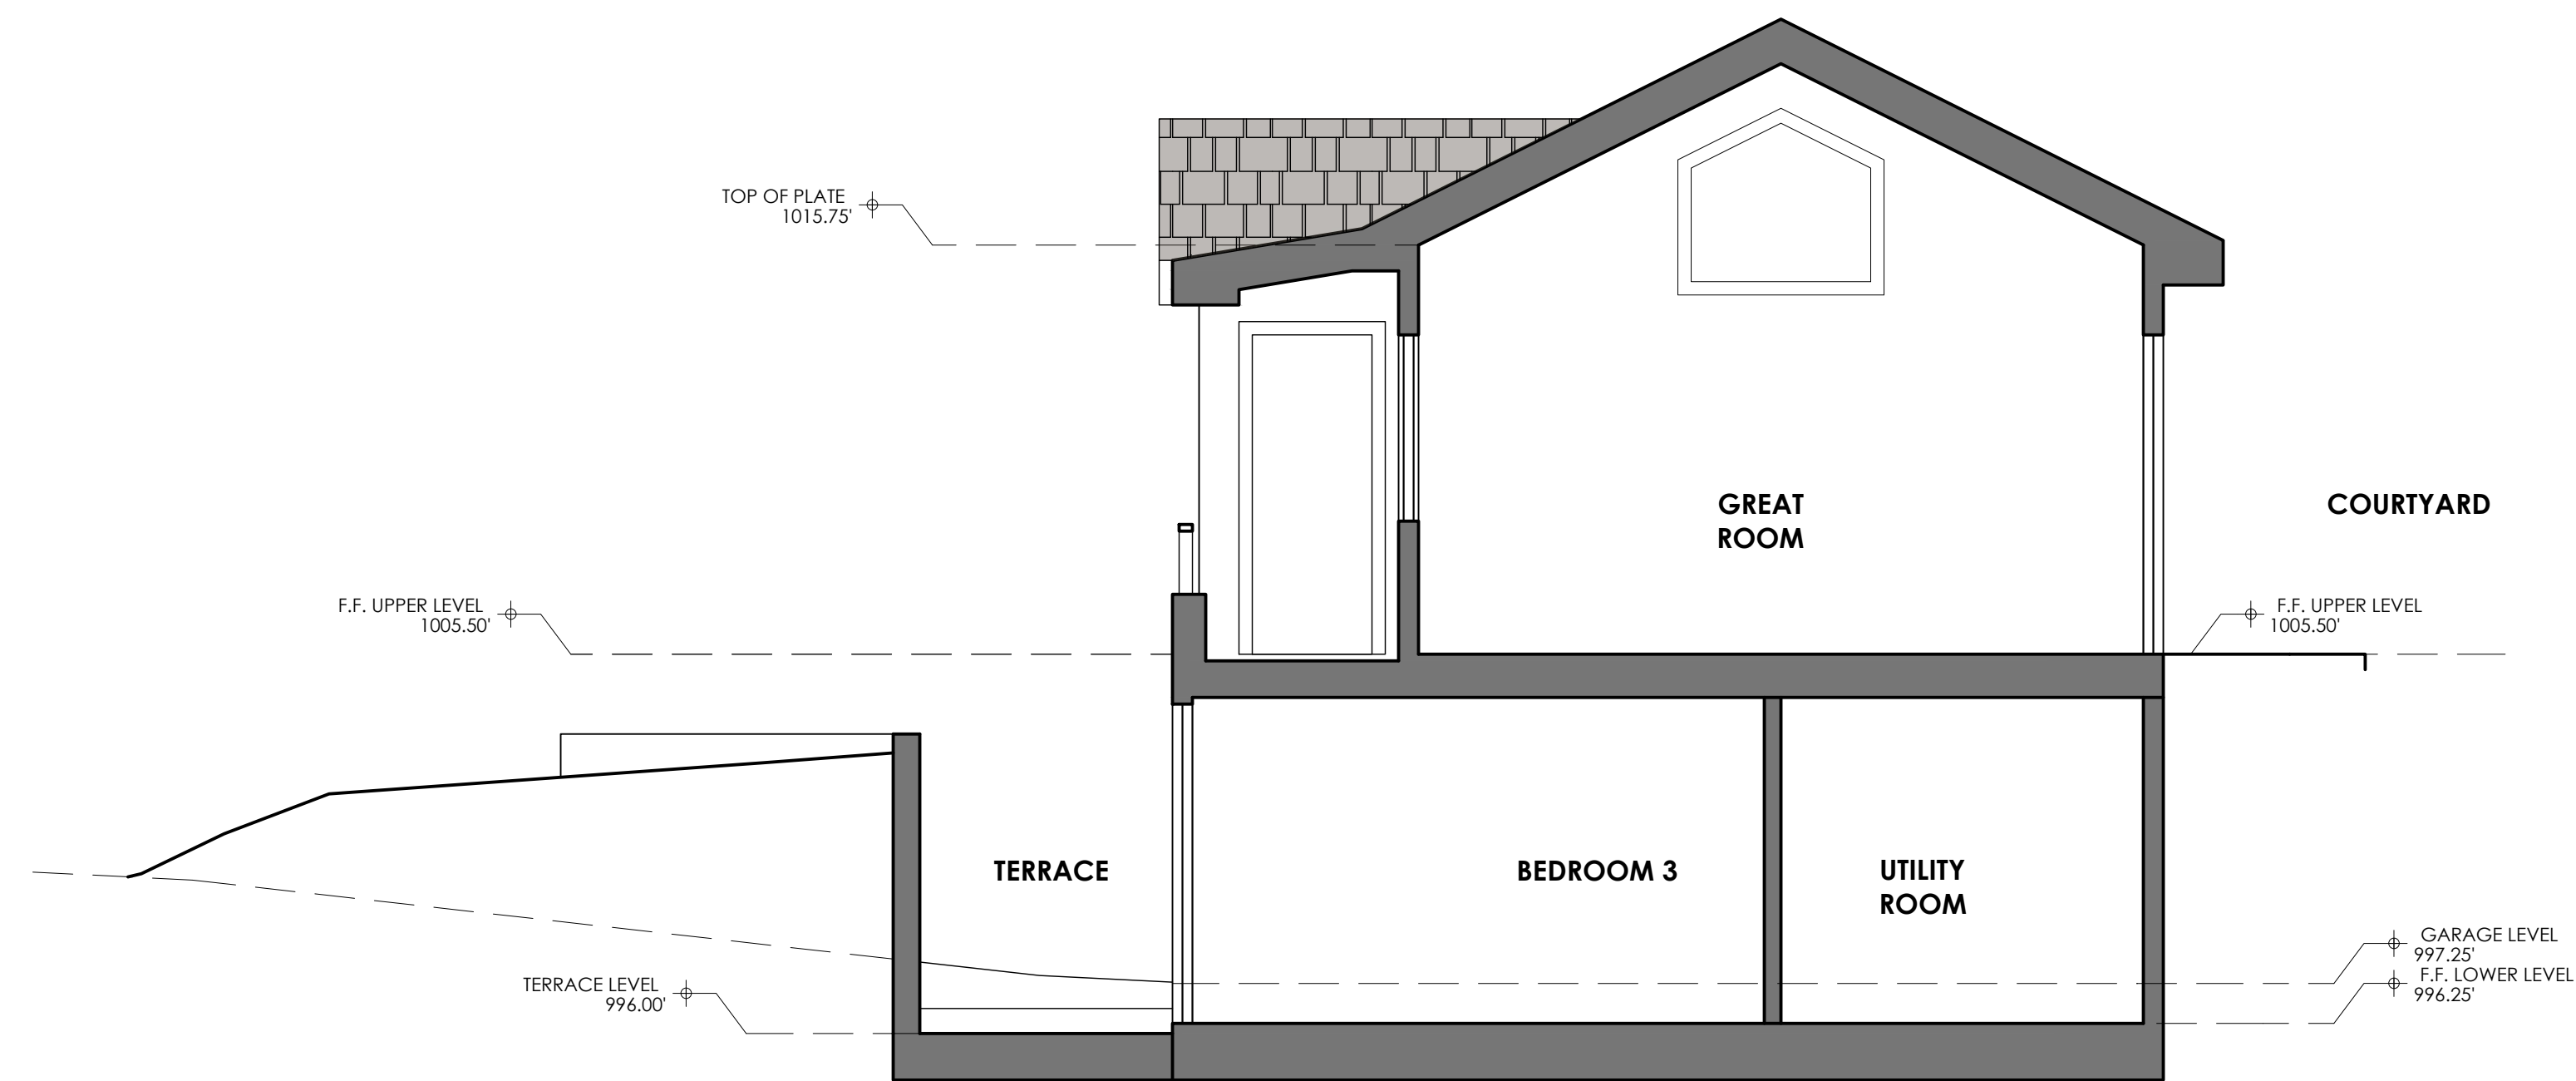 TOP OF PLATE
1015.75'
GREAT
ROOM
COURTYARD
F.F. UPPER LEVEL
1005.50'
F.F. UPPER LEVEL
1005.50'
TERRACE
BEDROOM 3
UTILITY
ROOM
TERRACE LEVEL
996.00'
GARAGE LEVEL
997.25'
F.F. LOWER LEVEL
996.25'